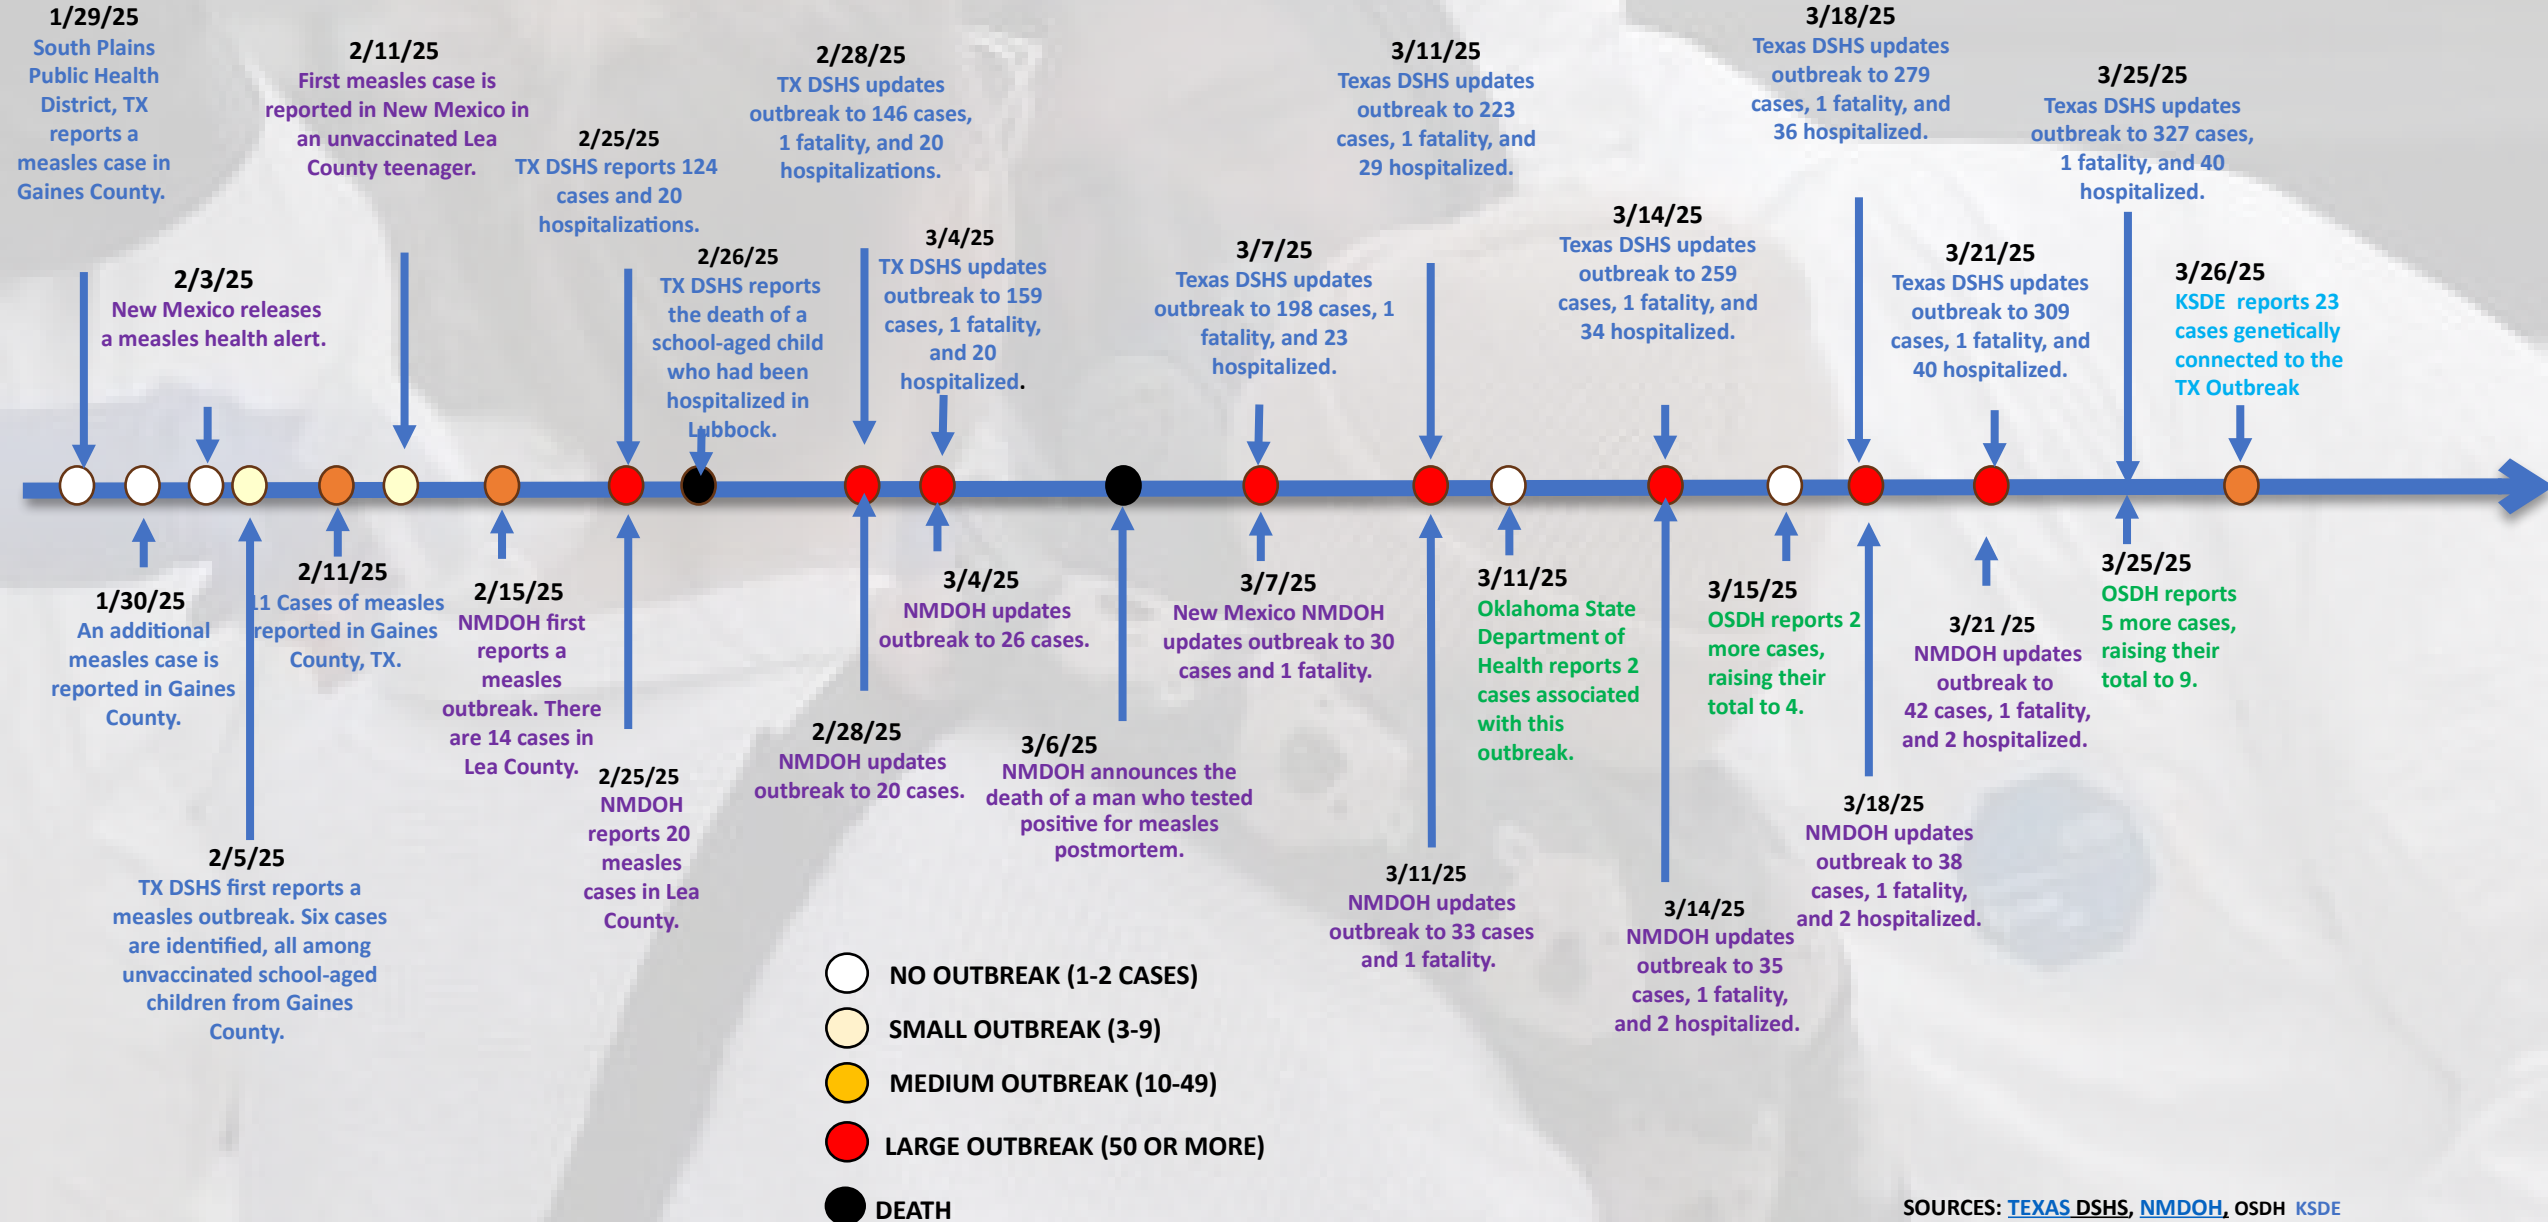 1/29/25
South Plains
Public Health
District, TX
reports a
measles case in
Gaines County.
2/3/25
New Mexico releases
a measles health alert.
2/11/25
First measles case is
reported in New Mexico in
an unvaccinated Lea
County teenager.
2/25/25
TX DSHS reports 124
cases and 20
hospitalizations.
2/26/25
TX DSHS reports
the death of a
school-aged child
who had been
hospitalized in
Lubbock.
2/28/25
TX DSHS updates
outbreak to 146 cases,
1 fatality, and 20
hospitalizations.
3/4/25
TX DSHS updates
outbreak to 159
cases, 1 fatality,
and 20
hospitalized.
3/7/25
Texas DSHS updates
outbreak to 198 cases, 1
fatality, and 23
hospitalized.
3/11/25
Texas DSHS updates
outbreak to 223
cases, 1 fatality, and
29 hospitalized.
3/14/25
Texas DSHS updates
outbreak to 259
cases, 1 fatality, and
34 hospitalized.
3/18/25
Texas DSHS updates
outbreak to 279
cases, 1 fatality, and
36 hospitalized.
3/21/25
Texas DSHS updates
outbreak to 309
cases, 1 fatality, and
40 hospitalized.
3/25/25
Texas DSHS updates
outbreak to 327 cases,
1 fatality, and 40
hospitalized.
3/26/25
KSDE reports 23
cases genetically
connected to the
TX Outbreak
1/30/25
An additional
measles case is
reported in Gaines
County.
2/5/25
TX DSHS first reports a
measles outbreak. Six cases
are identified, all among
unvaccinated school-aged
children from Gaines
County.
2/11/25
11 Cases of measles
reported in Gaines
County, TX.
2/15/25
NMDOH first
reports a
measles
outbreak. There
are 14 cases in
Lea County.
2/25/25
NMDOH
reports 20
measles
cases in Lea
County.
2/28/25
NMDOH updates
outbreak to 20 cases.
3/4/25
NMDOH updates
outbreak to 26 cases.
3/6/25
NMDOH announces the
death of a man who tested
positive for measles
postmortem.
3/7/25
New Mexico NMDOH
updates outbreak to 30
cases and 1 fatality.
3/11/25
NMDOH updates
outbreak to 33 cases
and 1 fatality.
3/11/25
Oklahoma State
Department of
Health reports 2
cases associated
with this
outbreak.
3/14/25
NMDOH updates
outbreak to 35
cases, 1 fatality,
and 2 hospitalized.
3/15/25
OSDH reports 2
more cases,
raising their
total to 4.
3/18/25
NMDOH updates
outbreak to 38
cases, 1 fatality,
and 2 hospitalized.
3/21 /25
NMDOH updates
outbreak to
42 cases, 1 fatality,
and 2 hospitalized.
3/25/25
OSDH reports
5 more cases,
raising their
total to 9.
NO OUTBREAK (1-2 CASES)
SMALL OUTBREAK (3-9)
MEDIUM OUTBREAK (10-49)
LARGE OUTBREAK (50 OR MORE)
DEATH
SOURCES: TEXAS DSHS, NMDOH, OSDH KSDE